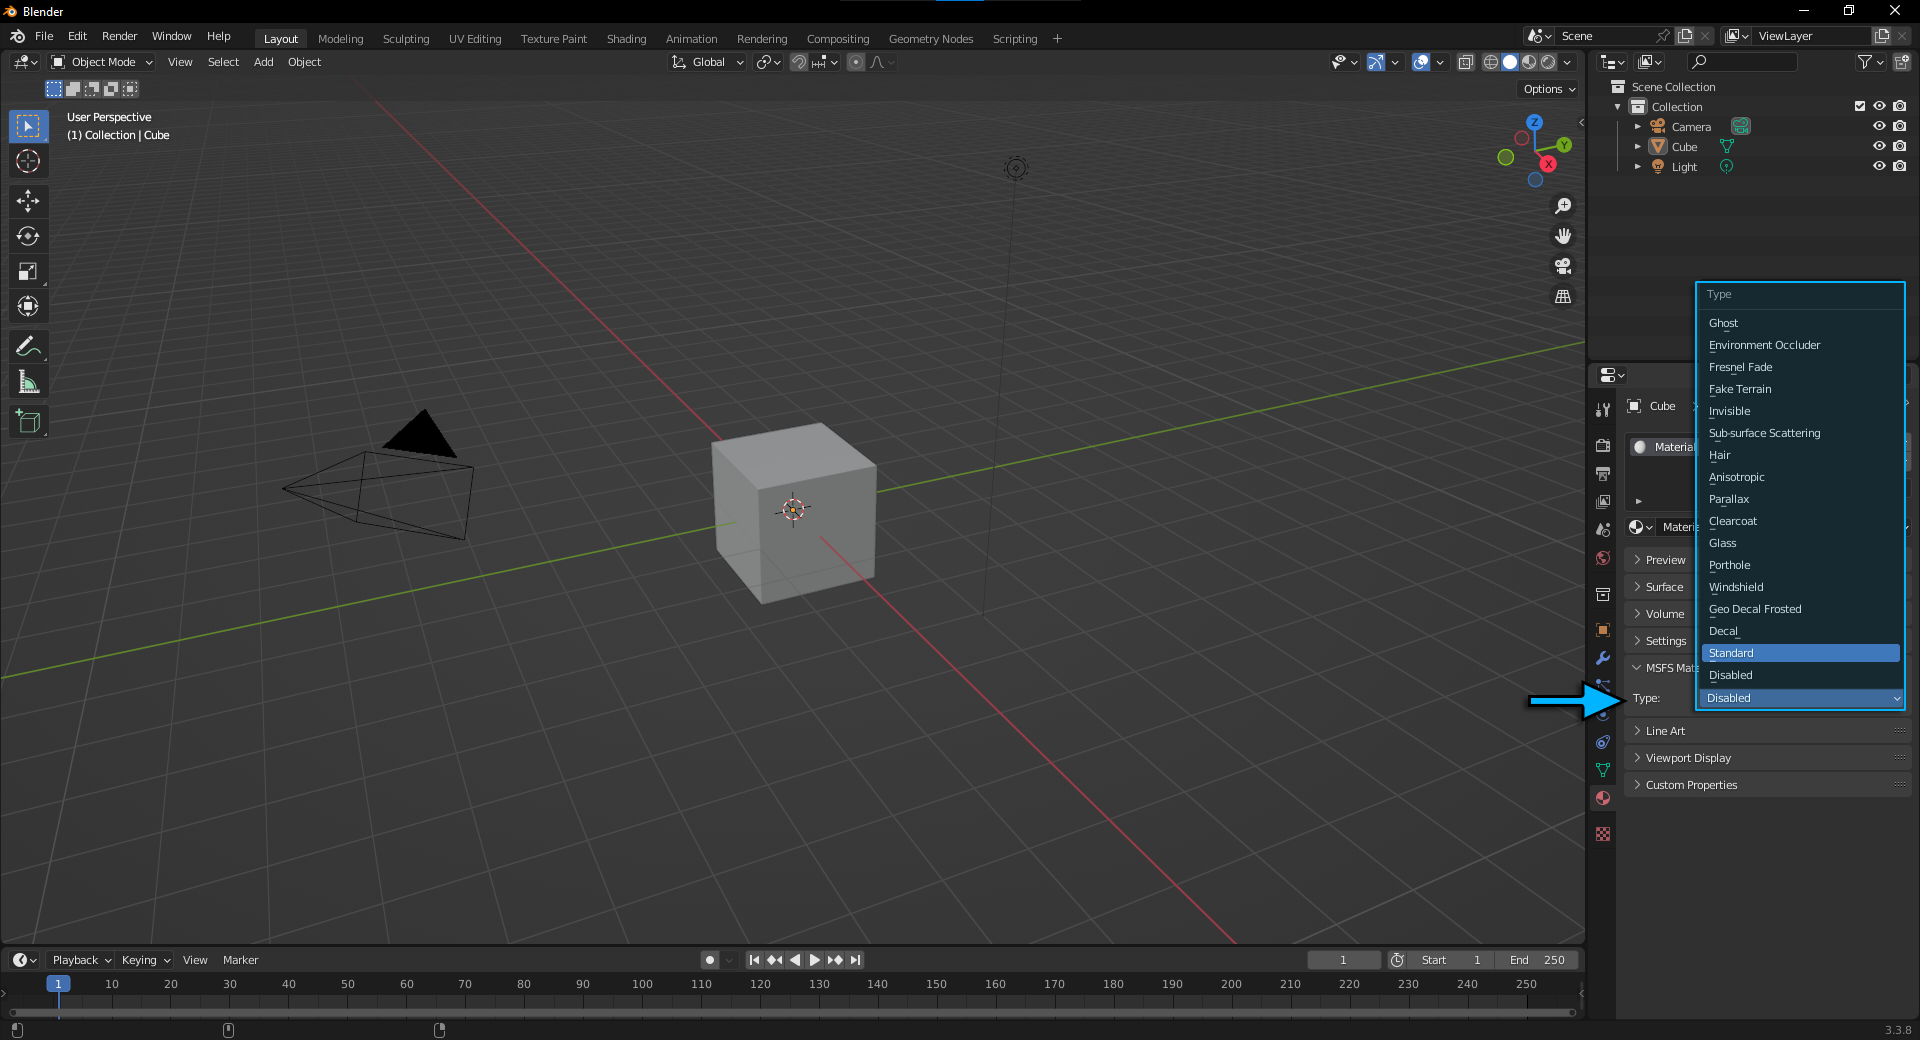 Blender
File Edit Render Window Help Layout Modeling Sculpting UV Editing Texture Paint Shading Animation Rendering Compositing Geometry Nodes Scripting + Scene ViewLayer
Object Mode View Select Add Object Global
Options
User Perspective
(1) Collection | Cube
Z
Y
X
Scene Collection
Collection
Camera
Cube
Light
Type
Ghost
Environment Occluder
Fresnel Fade
Fake Terrain
Invisible
Sub-surface Scattering
Hair
Anisotropic
Parallax
Clearcoat
Glass
Porthole
Windshield
Geo Decal Frosted
Decal
Standard
Disabled
Disabled
Cube
Material
Materi
Preview
Surface
Volume
Settings
MSFS Mat
Type:
Line Art
Viewport Display
Custom Properties
Playback Keying View Marker 1 Start 1 End 250
1 10 20 30 40 50 60 70 80 90 100 110 120 130 140 150 160 170 180 190 200 210 220 230 240 250
3.3.8